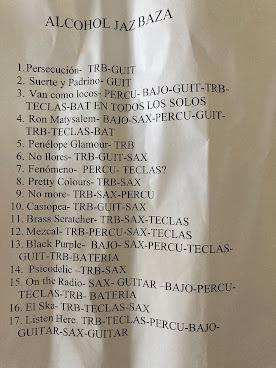 ALCOHOL JAZ BAZA
1. Persecución- TRB-GUIT
2. Suerte y Padrino- GUIT
3. Van como locos- PERCU- BAJO-GUIT-TRB-
TECLAS-BAT EN TODOS LOS SOLOS
4. Ron Matysalem- BAJO-SAX-PERCU-GUIT-
TRB-TECLAS-BAT
5. Penélope Glamour- TRB
6. No llores- TRB-GUIT-SAX
7. Fenómeno- PERCU- TECLAS?
8. Pretty Colours- TRB-SAX
9. No more- TRB-SAX-PERCU
10. Casiopea- TRB-GUIT-SAX
11. Brass Scratcher- TRB-SAX-TECLAS
12. Mezcal- TRB-PERCU-SAX-TECLAS
13. Black Purple- BAJO- SAX-PERCU-TECLAS-
GUIT-TRB-BATERIA
14. Psicodelic –TRB-SAX
15. On the Radio- SAX- GUITAR –BAJO-PERCU-
TECLAS-TRB- BATERIA
16. El Ska- TRB-TECLAS-SAX
17. Listen Here. TRB-TECLAS-PERCU-BAJO-
GUITAR-SAX-GUITAR